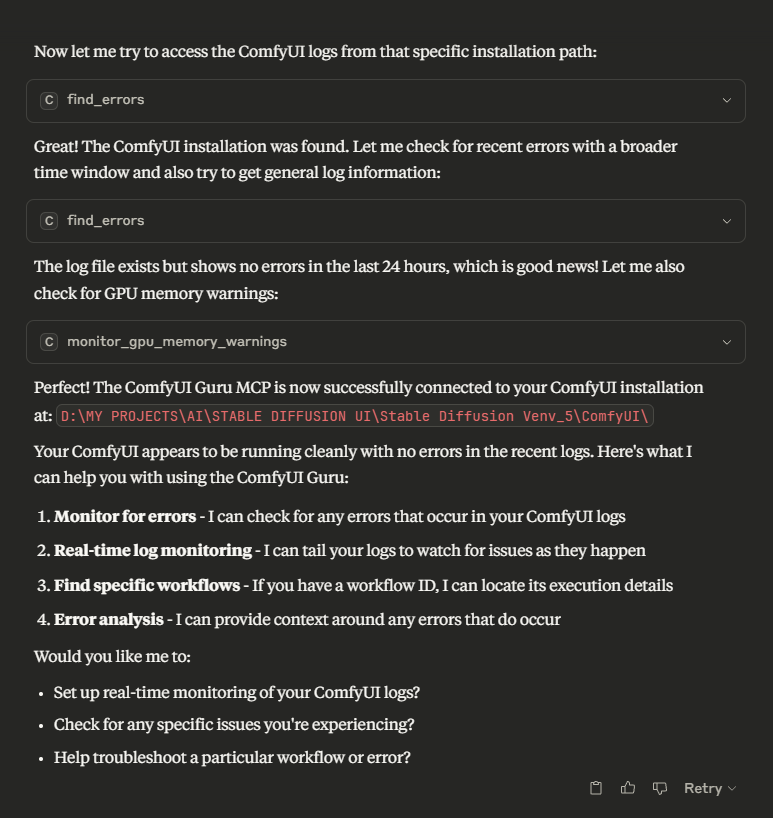 Now let me try to access the ComfyUI logs from that specific installation path:
C find_errors
Great! The ComfyUI installation was found. Let me check for recent errors with a broader
time window and also try to get general log information:
C find_errors
The log file exists but shows no errors in the last 24 hours, which is good news! Let me also
check for GPU memory warnings:
C monitor_gpu_memory_warnings
Perfect! The ComfyUI Guru MCP is now successfully connected to your ComfyUI installation
at: D:\MY PROJECTS\AI\STABLE DIFFUSION UI\Stable Diffusion Venv_5\ComfyUI\
Your ComfyUI appears to be running cleanly with no errors in the recent logs. Here's what I
can help you with using the ComfyUI Guru:
1. Monitor for errors - I can check for any errors that occur in your ComfyUI logs
2. Real-time log monitoring - I can tail your logs to watch for issues as they happen
3. Find specific workflows - If you have a workflow ID, I can locate its execution details
4. Error analysis - I can provide context around any errors that do occur
Would you like me to:
• Set up real-time monitoring of your ComfyUI logs?
• Check for any specific issues you're experiencing?
• Help troubleshoot a particular workflow or error?
Retry